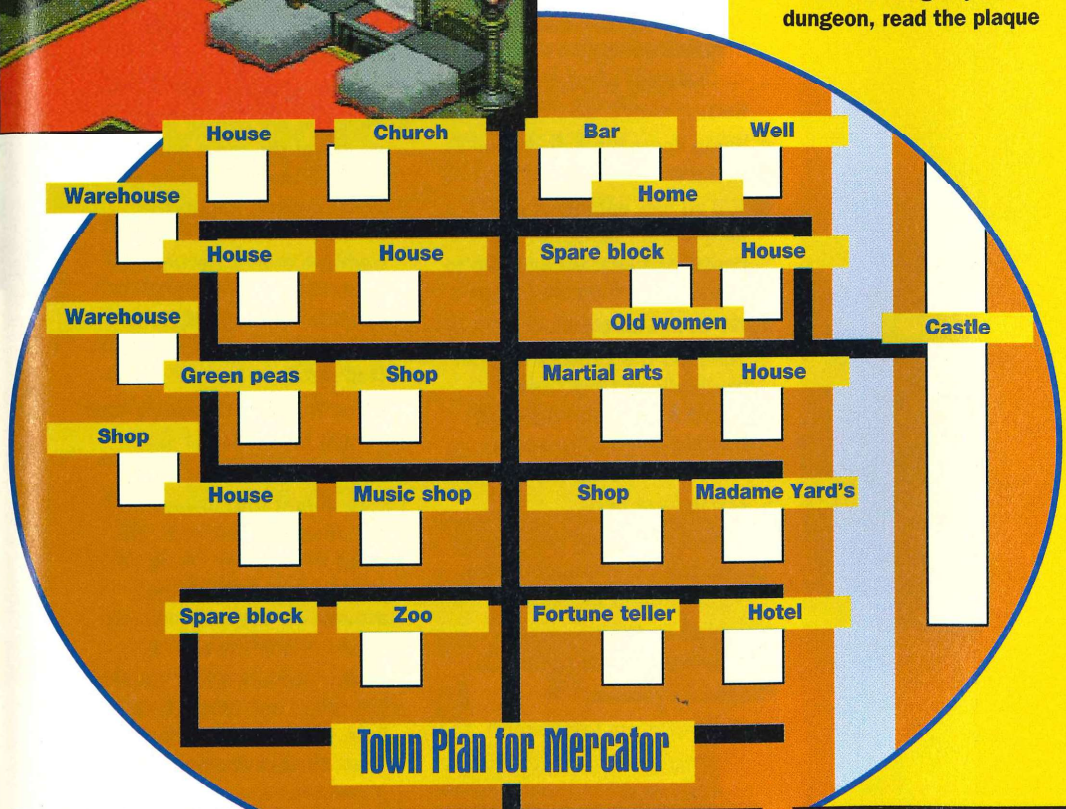 dungeon, read the plaque
House
Church
Bar
Well
Warehouse
Home
House
House
Spare block
House
Warehouse
Old women
Castle
Green peas
Shop
Martial arts
House
Shop
House
Music shop
Shop
Madame Yard's
Spare block
Zoo
Fortune teller
Hotel
Town Plan for Mercator